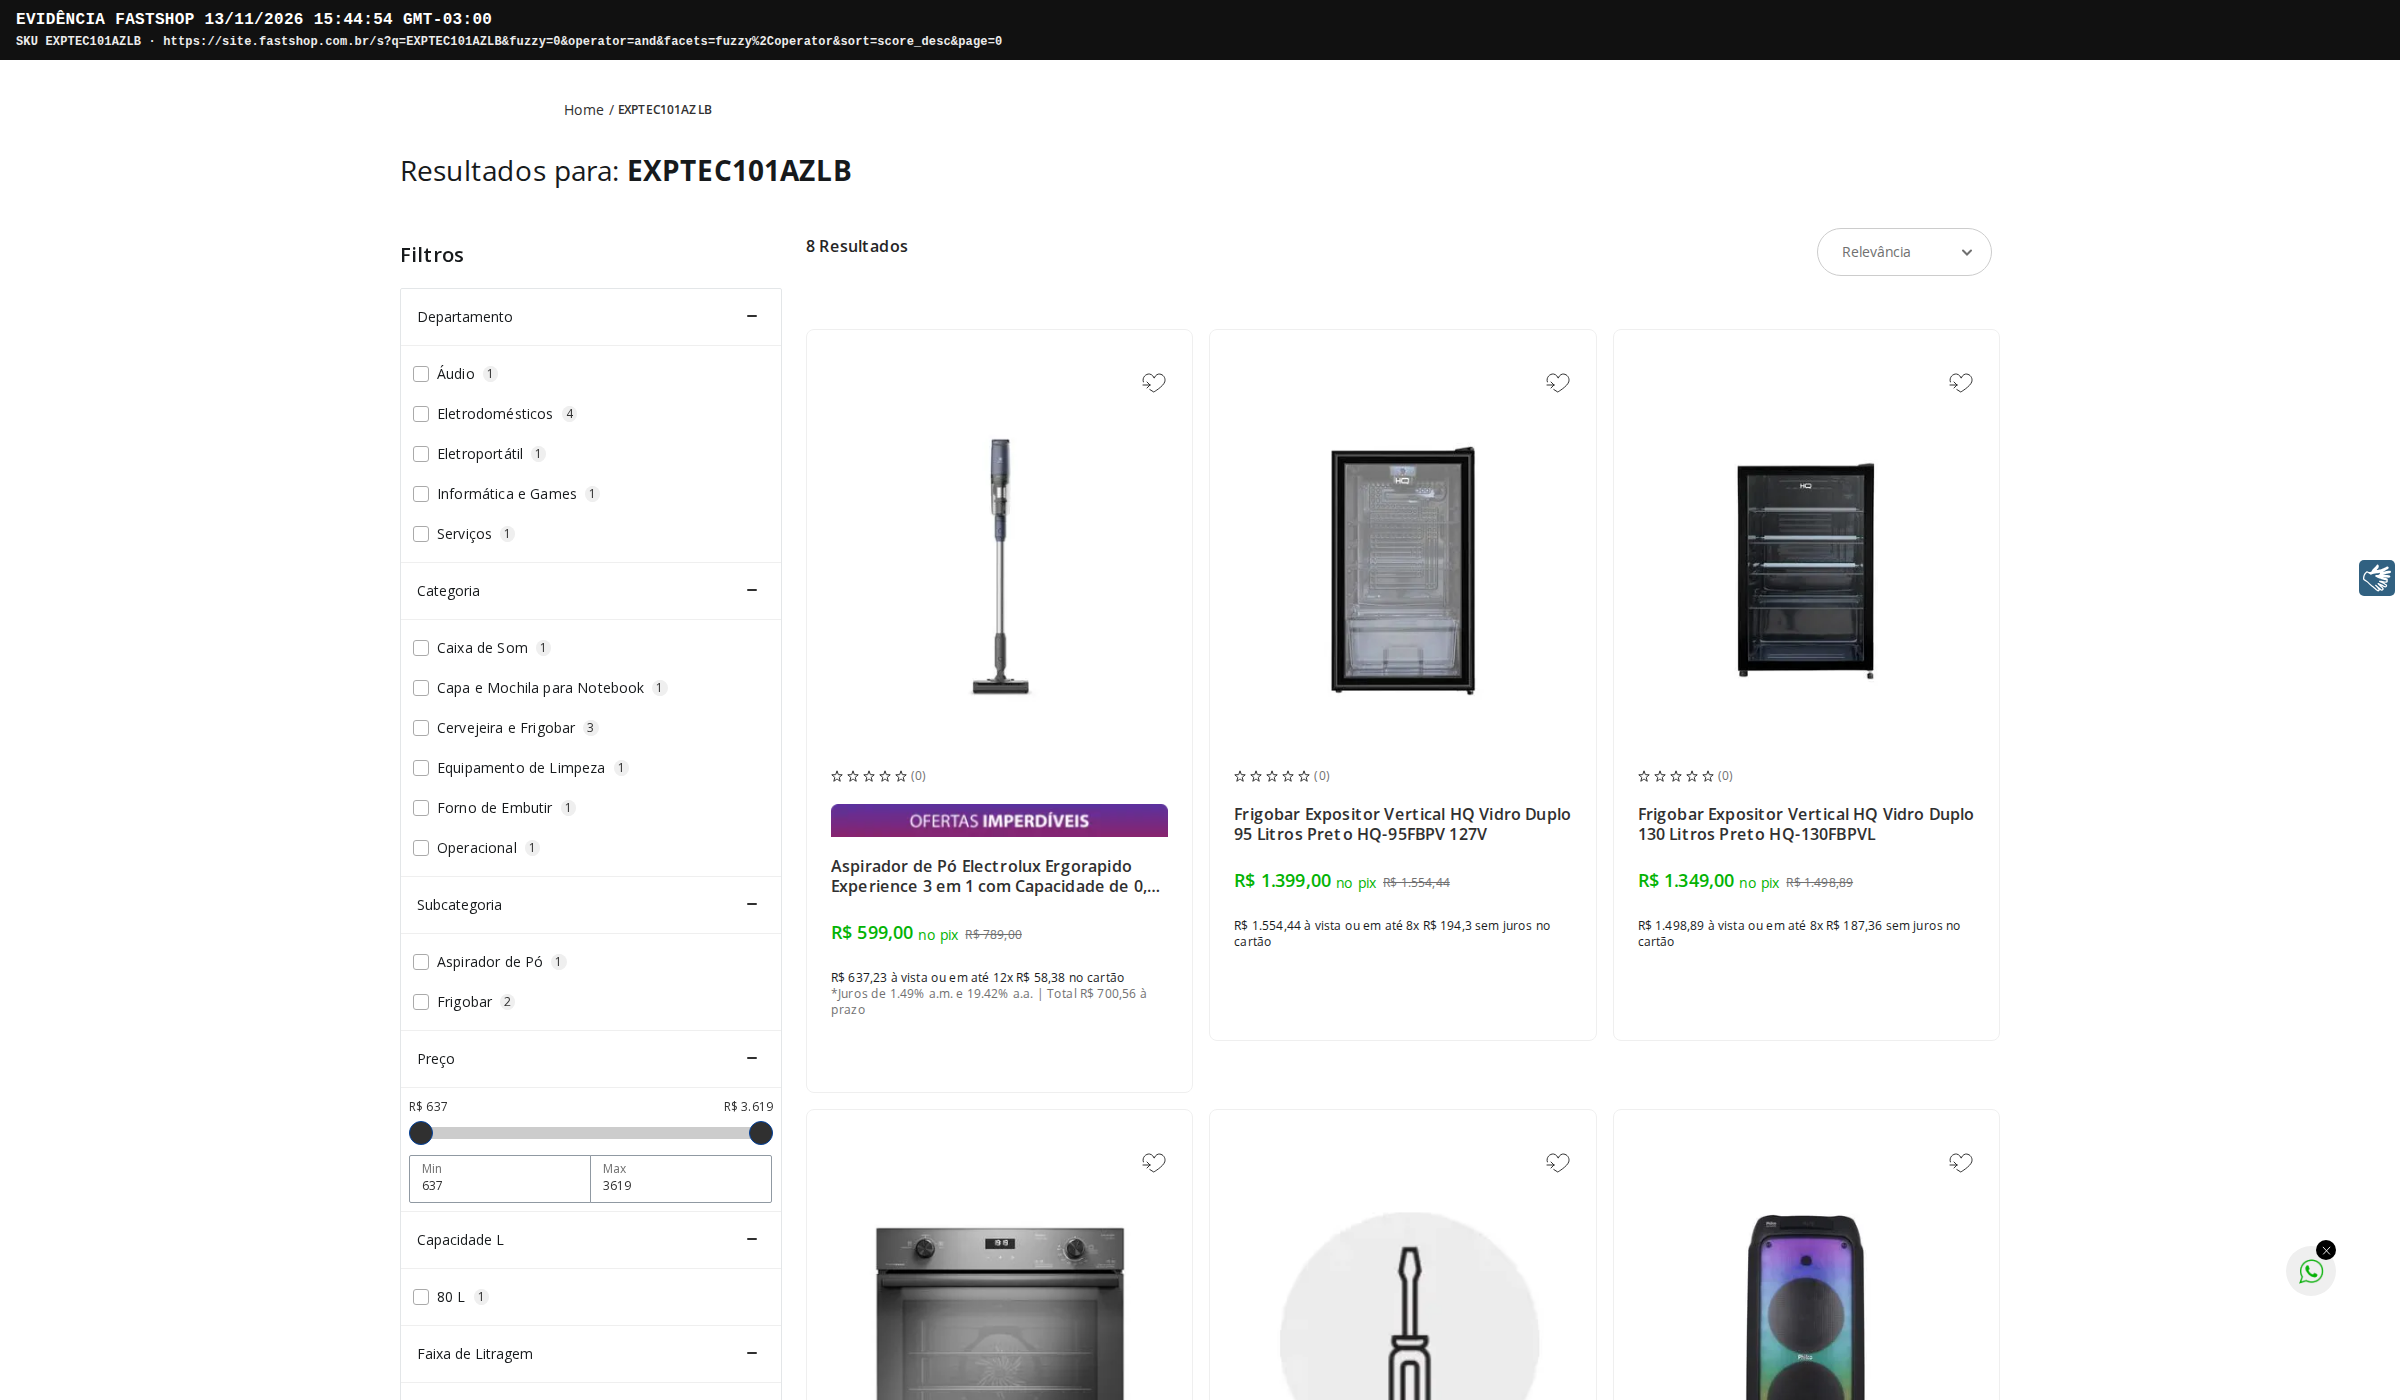 EVIDÊNCIA FASTSHOP 13/11/2026 15:44:54 GMT-03:00
SKU EXPTEC101AZLB · https://site.fastshop.com.br/s?q=EXPTEC101AZLB&fuzzy=0&operator=and&facets=fuzzy%2Coperator&sort=score_desc&page=0
Home / EXPTEC101AZLB
Resultados para: EXPTEC101AZLB
Filtros
8 Resultados
Relevância
Departamento
Áudio 1
Eletrodomésticos 4
Eletroportátil 1
Informática e Games 1
Serviços 1
Categoria
Caixa de Som 1
Capa e Mochila para Notebook 1
Cervejeira e Frigobar 3
Equipamento de Limpeza 1
Forno de Embutir 1
Operacional 1
Subcategoria
Aspirador de Pó 1
Frigobar 2
Preço
R$ 637 R$ 3.619
Min Max
637 3619
Capacidade L
80 L 1
Faixa de Litragem
(0)
OFERTAS IMPERDÍVEIS
Aspirador de Pó Electrolux Ergorapido
Experience 3 em 1 com Capacidade de 0,...
R$ 599,00 no pix R$ 789,00
R$ 637,23 à vista ou em até 12x R$ 58,38 no cartão
*Juros de 1.49% a.m. e 19.42% a.a. | Total R$ 700,56 à
prazo
HQ
(0)
Frigobar Expositor Vertical HQ Vidro Duplo
95 Litros Preto HQ-95FBPV 127V
R$ 1.399,00 no pix R$ 1.554,44
R$ 1.554,44 à vista ou em até 8x R$ 194,3 sem juros no
cartão
HQ
(0)
Frigobar Expositor Vertical HQ Vidro Duplo
130 Litros Preto HQ-130FBPVL
R$ 1.349,00 no pix R$ 1.498,89
R$ 1.498,89 à vista ou em até 8x R$ 187,36 sem juros no
cartão
Philco